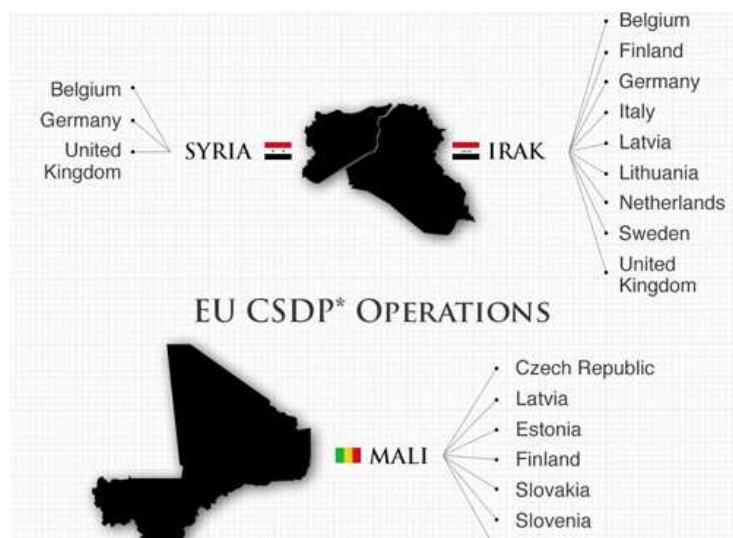 Belgium
Germany
United
Kingdom
SYRIA
IRAK
Belgium
Finland
Germany
Italy
Latvia
Lithuania
Netherlands
Sweden
United
Kingdom
EU CSDP* OPERATIONS
MALI
Czech Republic
Latvia
Estonia
Finland
Slovakia
Slovenia